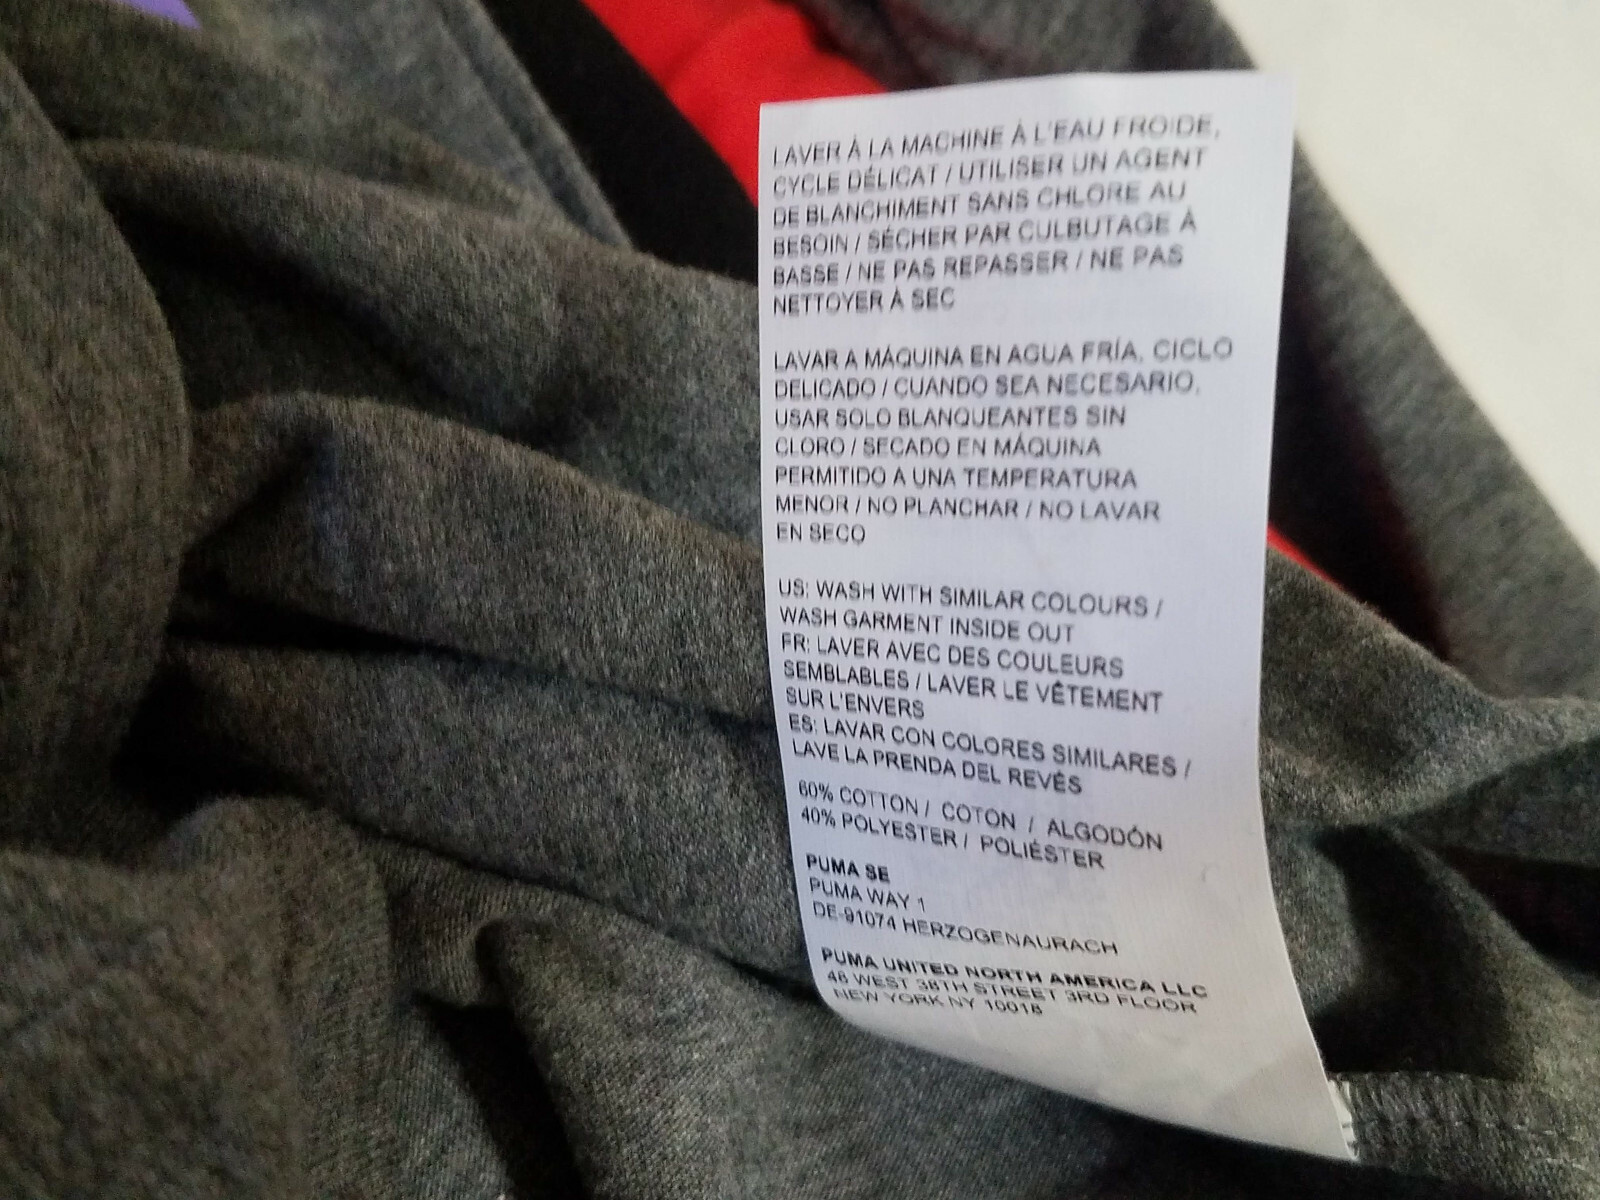 LAVER À LA MACHINE À L'EAU FROIDE,
CYCLE DÉLICAT / UTILISER UN AGENT
DE BLANCHIMENT SANS CHLORE AU
BESOIN / SÉCHER PAR CULBUTAGE À
BASSE / NE PAS REPASSER / NE PAS
NETTOYER À SEC
LAVAR A MÁQUINA EN AGUA FRÍA, CICLO
DELICADO / CUANDO SEA NECESARIO,
USAR SOLO BLANQUEANTES SIN
CLORO / SECADO EN MÁQUINA
PERMITIDO A UNA TEMPERATURA
MENOR / NO PLANCHAR / NO LAVAR
EN SECO
US: WASH WITH SIMILAR COLOURS /
WASH GARMENT INSIDE OUT
FR: LAVER AVEC DES COULEURS
SEMBLABLES / LAVER LE VÊTEMENT
SUR L'ENVERS
ES: LAVAR CON COLORES SIMILARES /
LAVE LA PRENDA DEL REVÉS
60% COTTON / COTON / ALGODÓN
40% POLYESTER / POLIÉSTER
PUMA SE
PUMA WAY 1
DE-91074 HERZOGENAURACH
PUMA UNITED NORTH AMERICA LLC
48 WEST 38TH STREET 3RD FLOOR
NEW YORK NY 10018